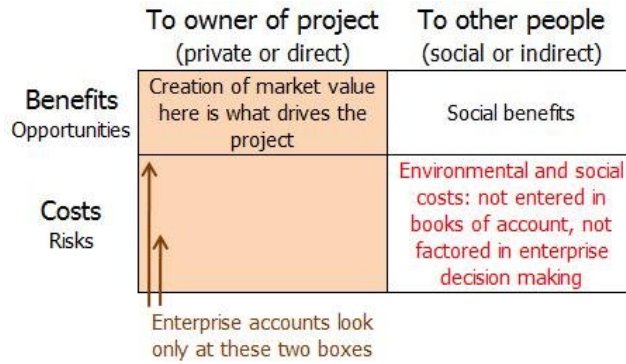 To owner of project
(private or direct)
To other people
(social or indirect)
Benefits
Opportunities
Creation of market value
here is what drives the
project
Social benefits
Costs
Risks
Environmental and social
costs: not entered in
books of account, not
factored in enterprise
decision making
Enterprise accounts look
only at these two boxes